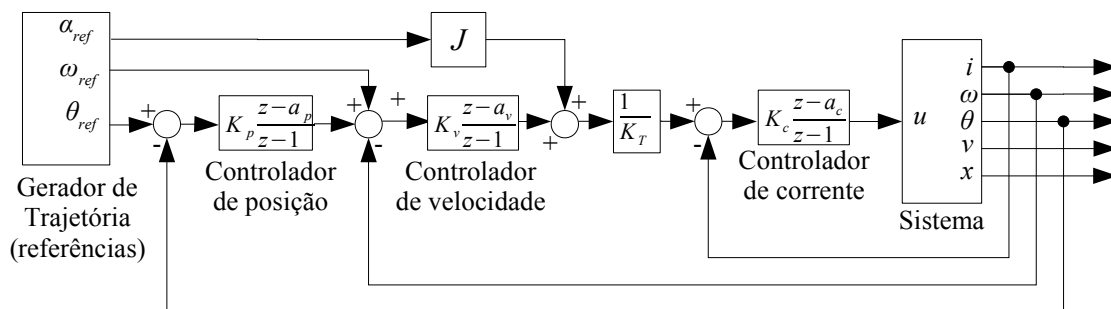 α_ref
ω_ref
θ_ref
Gerador de
Trajetória
(referências)
+
-
K_p (z−a_p)/(z−1)
Controlador
de posição
+
-
+
K_v (z−a_v)/(z−1)
Controlador
de velocidade
J
+
+
1/K_T
+
-
K_c (z−a_c)/(z−1)
Controlador
de corrente
u
i
ω
θ
v
x
Sistema